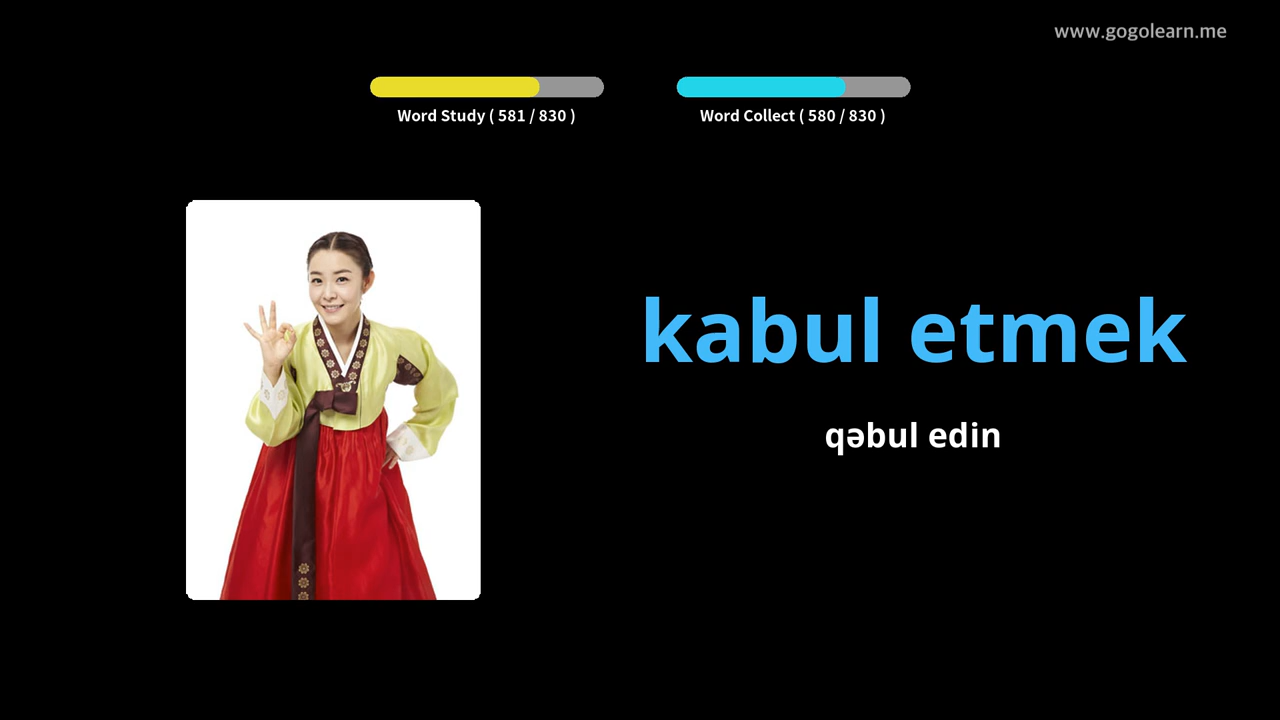 www.gogolearn.me
Word Study ( 581 / 830 )
Word Collect ( 580 / 830 )
kabul etmek
qəbul edin